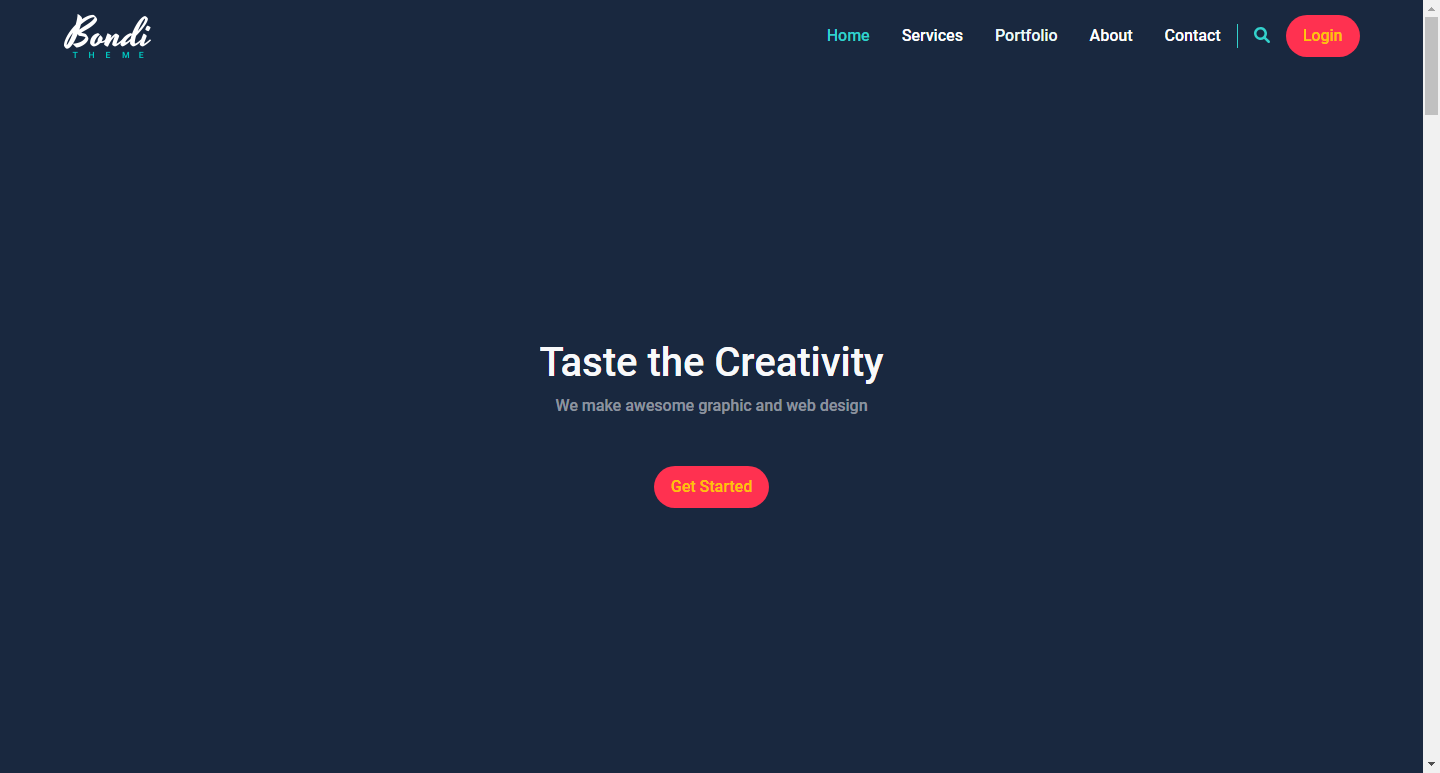 Bondi
THEME
Home Services Portfolio About Contact Login
Taste the Creativity
We make awesome graphic and web design
Get Started